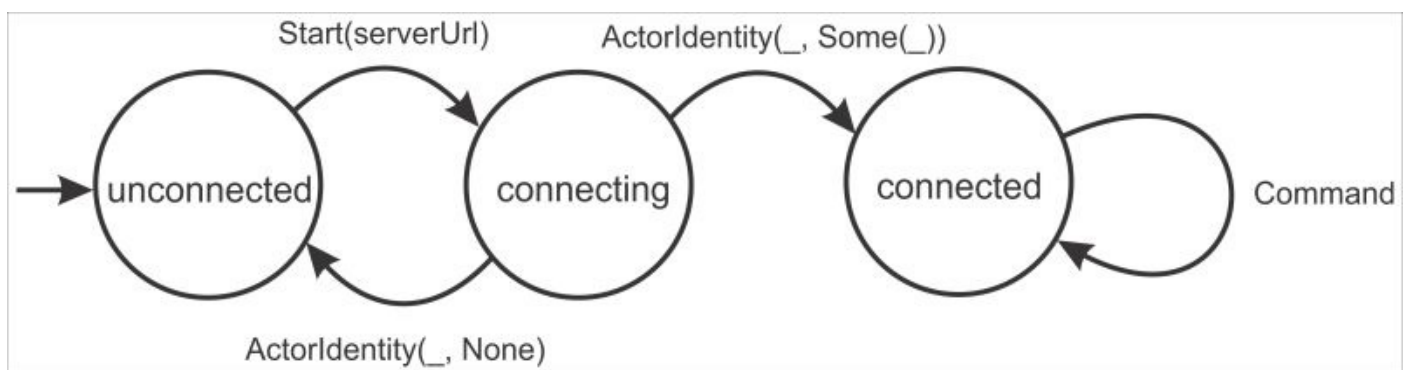 Start(serverUrl)
ActorIdentity(_, Some(_))
unconnected
connecting
connected
Command
ActorIdentity(_, None)